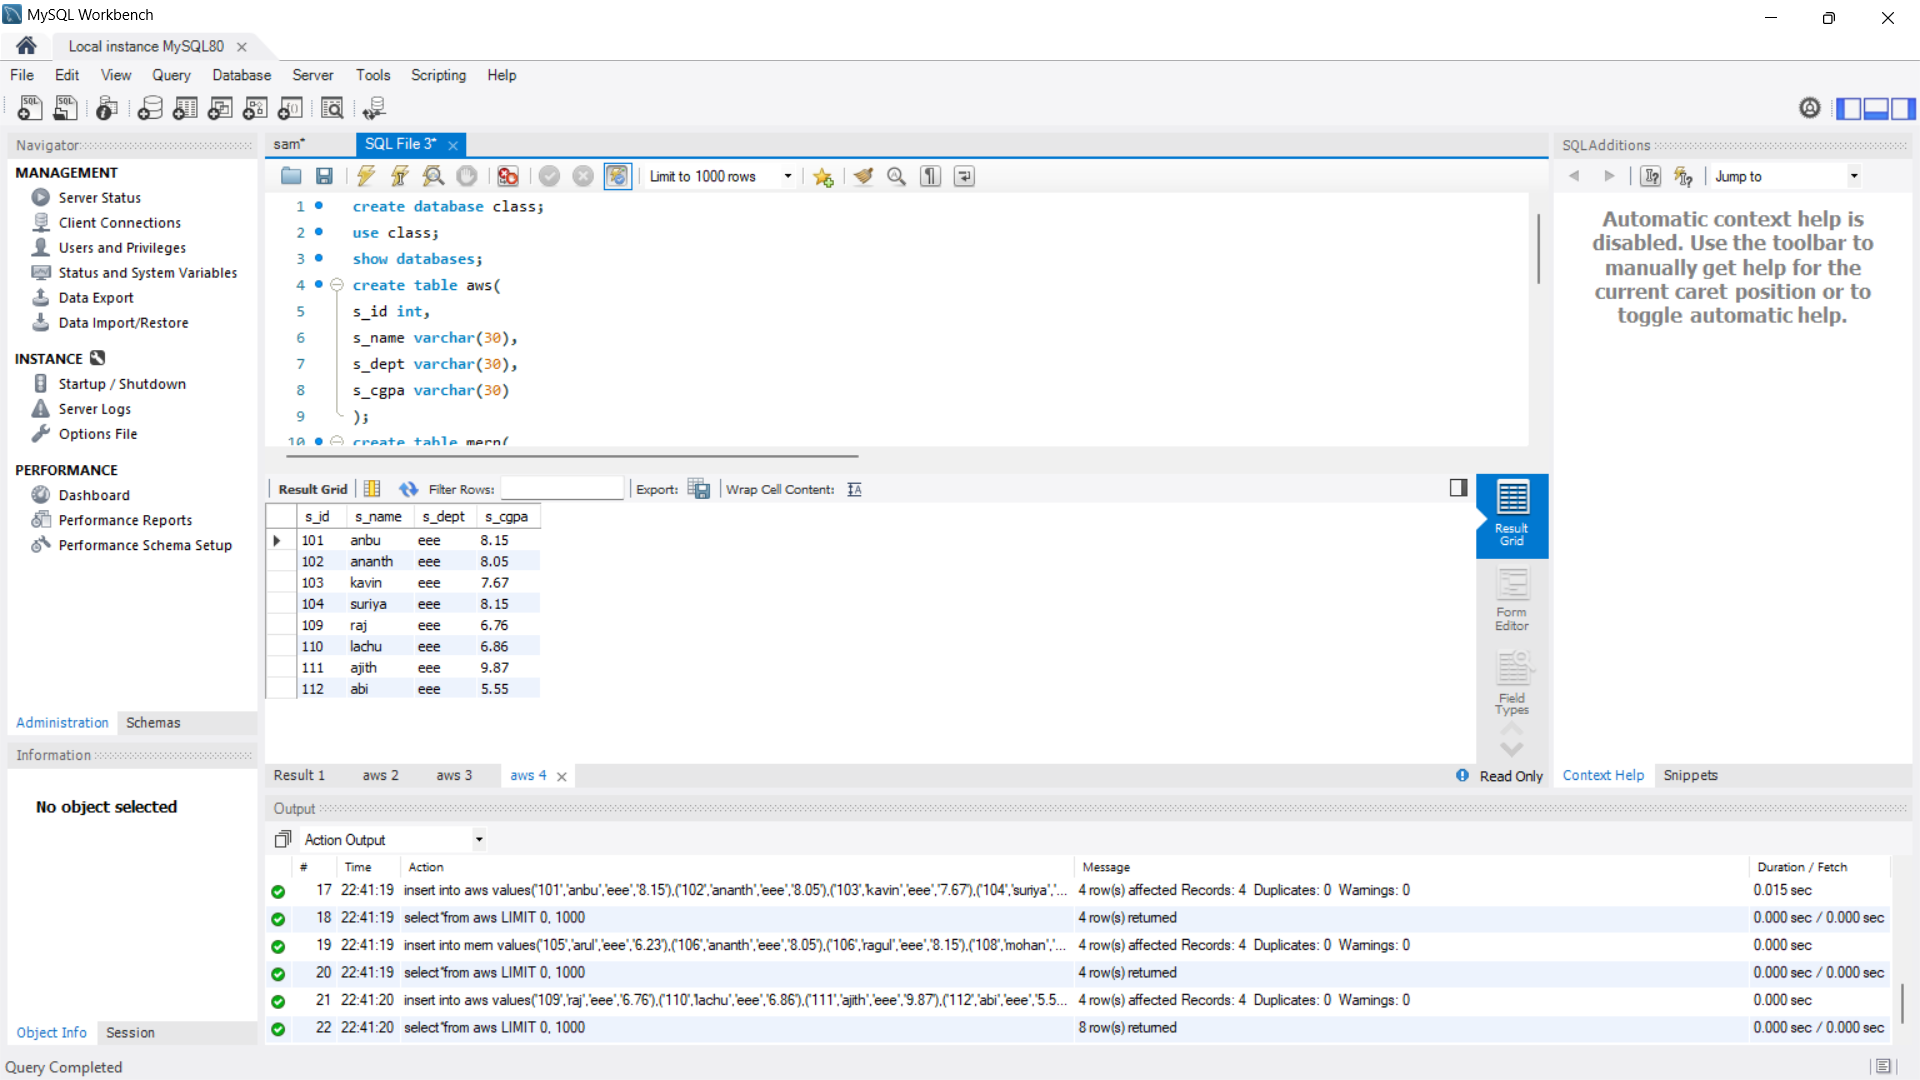 MySQL Workbench
Local instance MySQL80
File Edit View Query Database Server Tools Scripting Help
Navigator
MANAGEMENT
Server Status
Client Connections
Users and Privileges
Status and System Variables
Data Export
Data Import/Restore
INSTANCE
Startup / Shutdown
Server Logs
Options File
PERFORMANCE
Dashboard
Performance Reports
Performance Schema Setup
Administration Schemas
Information
No object selected
Object Info Session
sam* SQL File 3*
Limit to 1000 rows
1 create database class;
2 use class;
3 show databases;
4 create table aws(
5 s_id int,
6 s_name varchar(30),
7 s_dept varchar(30),
8 s_cgpa varchar(30)
9 );
10 create table mern(
Result Grid Filter Rows: Export: Wrap Cell Content:
s_id s_name s_dept s_cgpa
101 anbu eee 8.15
102 ananth eee 8.05
103 kavin eee 7.67
104 suriya eee 8.15
109 raj eee 6.76
110 lachu eee 6.86
111 ajith eee 9.87
112 abi eee 5.55
Result Grid
Form Editor
Field Types
Result 1 aws 2 aws 3 aws 4
Read Only
SQLAdditions
Jump to
Automatic context help is
disabled. Use the toolbar to
manually get help for the
current caret position or to
toggle automatic help.
Context Help Snippets
Output
Action Output
# Time Action Message Duration / Fetch
17 22:41:19 insert into aws values('101','anbu','eee','8.15'),('102','ananth','eee','8.05'),('103','kavin','eee','7.67'),('104','suriya','... 4 row(s) affected Records: 4 Duplicates: 0 Warnings: 0 0.015 sec
18 22:41:19 select*from aws LIMIT 0, 1000 4 row(s) returned 0.000 sec / 0.000 sec
19 22:41:19 insert into mern values('105','arul','eee','6.23'),('106','ananth','eee','8.05'),('106','ragul','eee','8.15'),('108','mohan','... 4 row(s) affected Records: 4 Duplicates: 0 Warnings: 0 0.000 sec
20 22:41:19 select*from aws LIMIT 0, 1000 4 row(s) returned 0.000 sec / 0.000 sec
21 22:41:20 insert into aws values('109','raj','eee','6.76'),('110','lachu','eee','6.86'),('111','ajith','eee','9.87'),('112','abi','eee','5.5... 4 row(s) affected Records: 4 Duplicates: 0 Warnings: 0 0.000 sec
22 22:41:20 select*from aws LIMIT 0, 1000 8 row(s) returned 0.000 sec / 0.000 sec
Query Completed